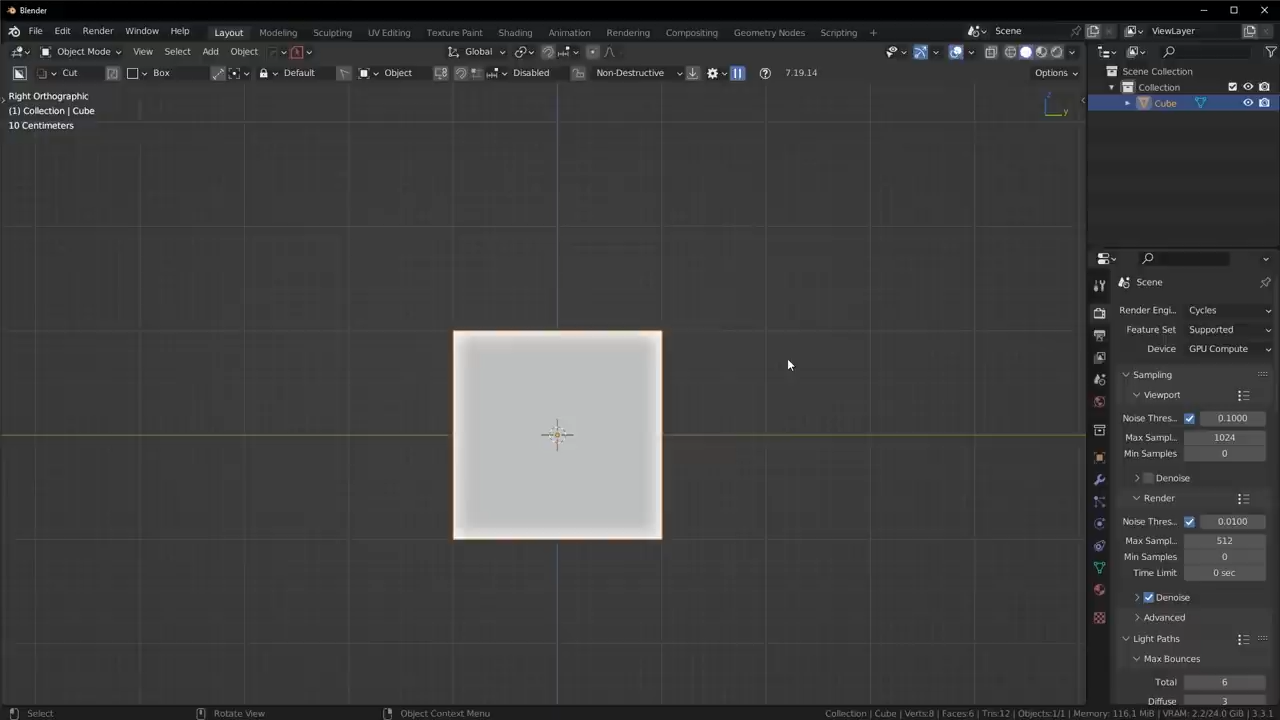 Blender
File Edit Render Window Help Layout Modeling Sculpting UV Editing Texture Paint Shading Animation Rendering Compositing Geometry Nodes Scripting Scene ViewLayer
Object Mode View Select Add Object Global
Cut Box Default Object Disabled Non-Destructive 7.19.14 Options
Right Orthographic
(1) Collection | Cube
10 Centimeters
Z
Y
Scene Collection
Collection
Cube
Scene
Render Engi.. Cycles
Feature Set Supported
Device GPU Compute
Sampling
Viewport
Noise Thres.. 0.1000
Max Sampl.. 1024
Min Samples 0
Denoise
Render
Noise Thres.. 0.0100
Max Sampl.. 512
Min Samples 0
Time Limit 0 sec
Denoise
Advanced
Light Paths
Max Bounces
Total 6
Diffuse 3
Select Rotate View Object Context Menu Collection | Cube | Verts:8 | Faces:6 | Tris:12 | Objects:1/1 | Memory: 116.1 MiB | VRAM: 2.2/24.0 GiB | 3.3.1